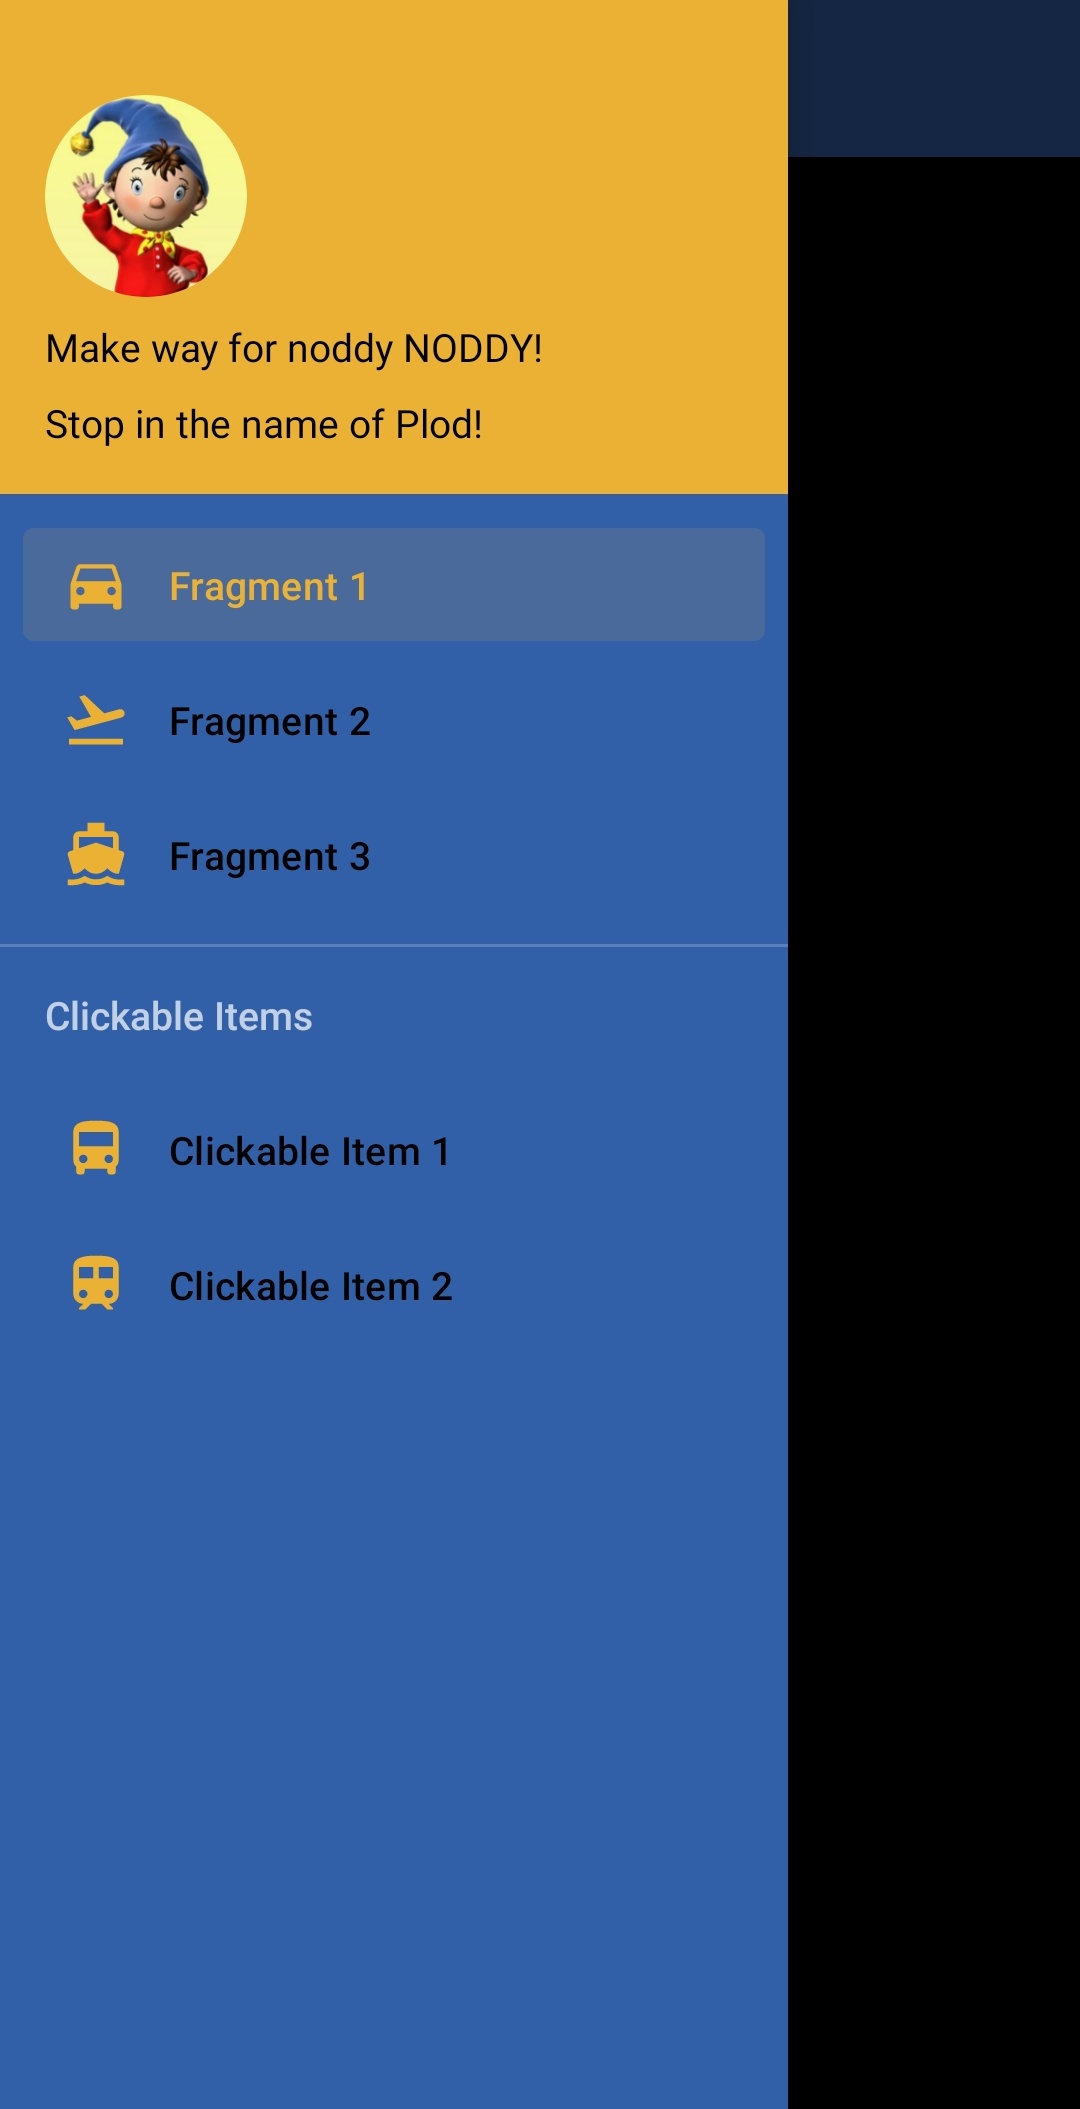 Make way for noddy NODDY!
Stop in the name of Plod!
Fragment 1
Fragment 2
Fragment 3
Clickable Items
Clickable Item 1
Clickable Item 2